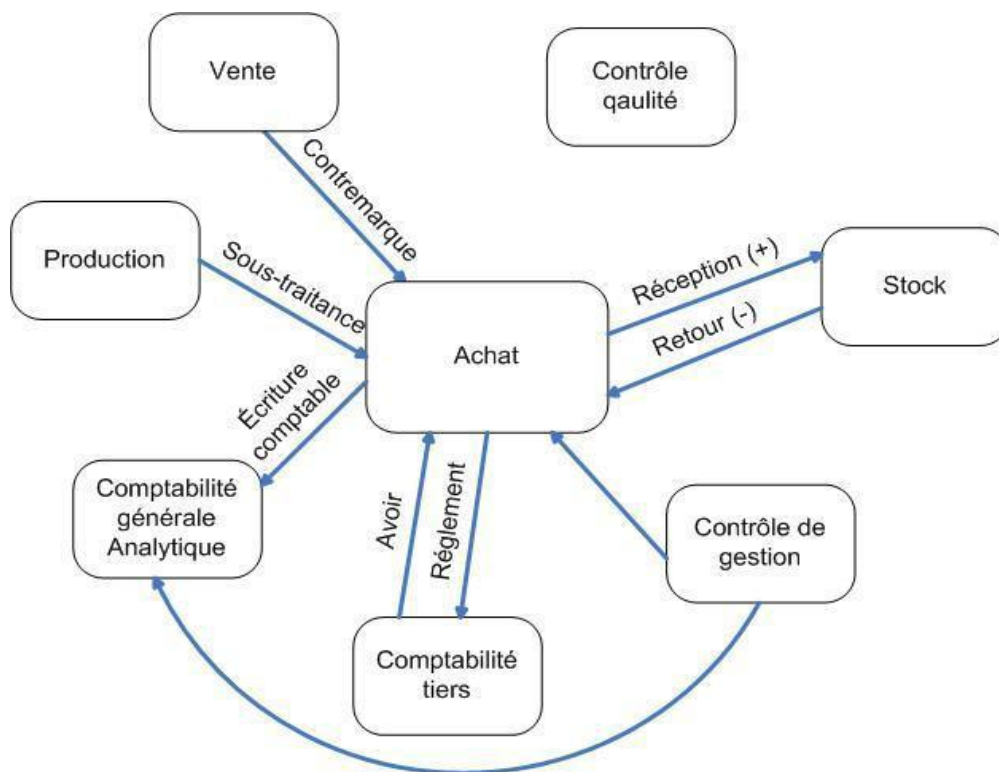 Vente
Contrôle
qaulité
Contremarque
Production
Sous-traitance
Réception (+)
Stock
Retour (-)
Achat
Écriture
comptable
Comptabilité
générale
Analytique
Avoir
Réglement
Contrôle de
gestion
Comptabilité
tiers